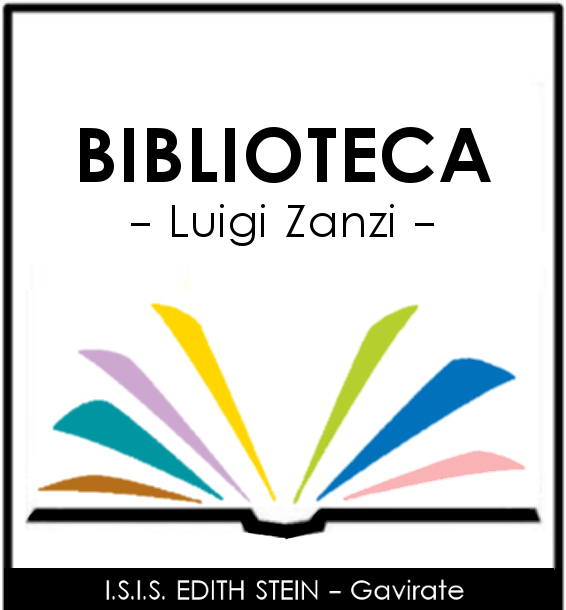 BIBLIOTECA
– Luigi Zanzi –
I.S.I.S. EDITH STEIN – Gavirate